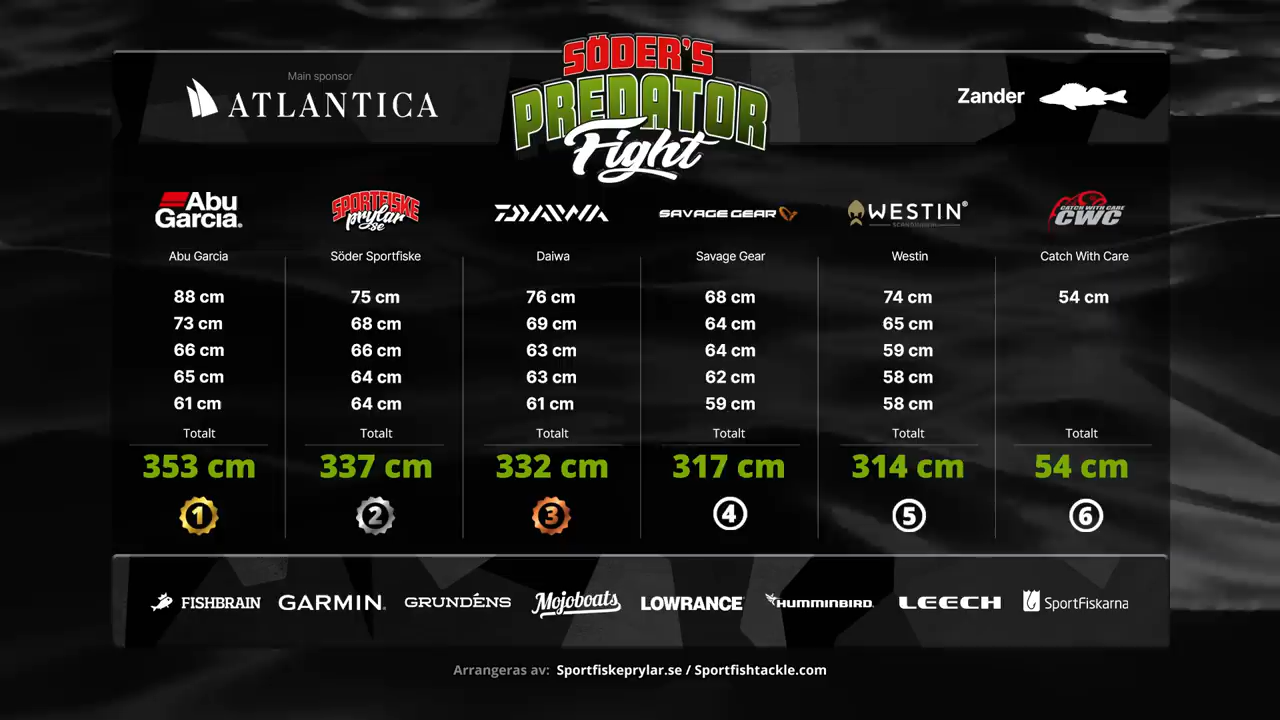 Main sponsor
ATLANTICA
SÖDER'S
PREDATOR
Fight
Zander
Abu
Garcia.
SPORTFISKE
prylar
.se
DAIWA
SAVAGE GEAR
WESTIN®
SCANDINAVIA
CATCH WITH CARE
CWC
Abu Garcia Söder Sportfiske Daiwa Savage Gear Westin Catch With Care
88 cm 75 cm 76 cm 68 cm 74 cm 54 cm
73 cm 68 cm 69 cm 64 cm 65 cm
66 cm 66 cm 63 cm 64 cm 59 cm
65 cm 64 cm 63 cm 62 cm 58 cm
61 cm 64 cm 61 cm 59 cm 58 cm
Totalt Totalt Totalt Totalt Totalt Totalt
353 cm 337 cm 332 cm 317 cm 314 cm 54 cm
1 2 3 4 5 6
FISHBRAIN GARMIN® GRUNDÉNS Mojoboats LOWRANCE HUMMINBIRD LEECH SportFiskarna
Arrangeras av: Sportfiskeprylar.se / Sportfishtackle.com